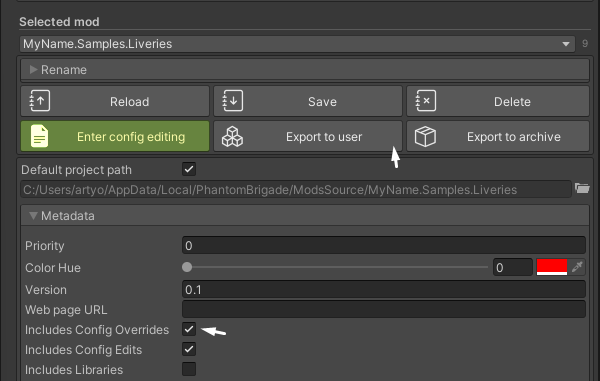 Selected mod
MyName.Samples.Liveries 9
Rename
Reload Save Delete
Enter config editing Export to user Export to archive
Default project path
C:/Users/artyo/AppData/Local/PhantomBrigade/ModsSource/MyName.Samples.Liveries
Metadata
Priority 0
Color Hue 0
Version 0.1
Web page URL
Includes Config Overrides
Includes Config Edits
Includes Libraries